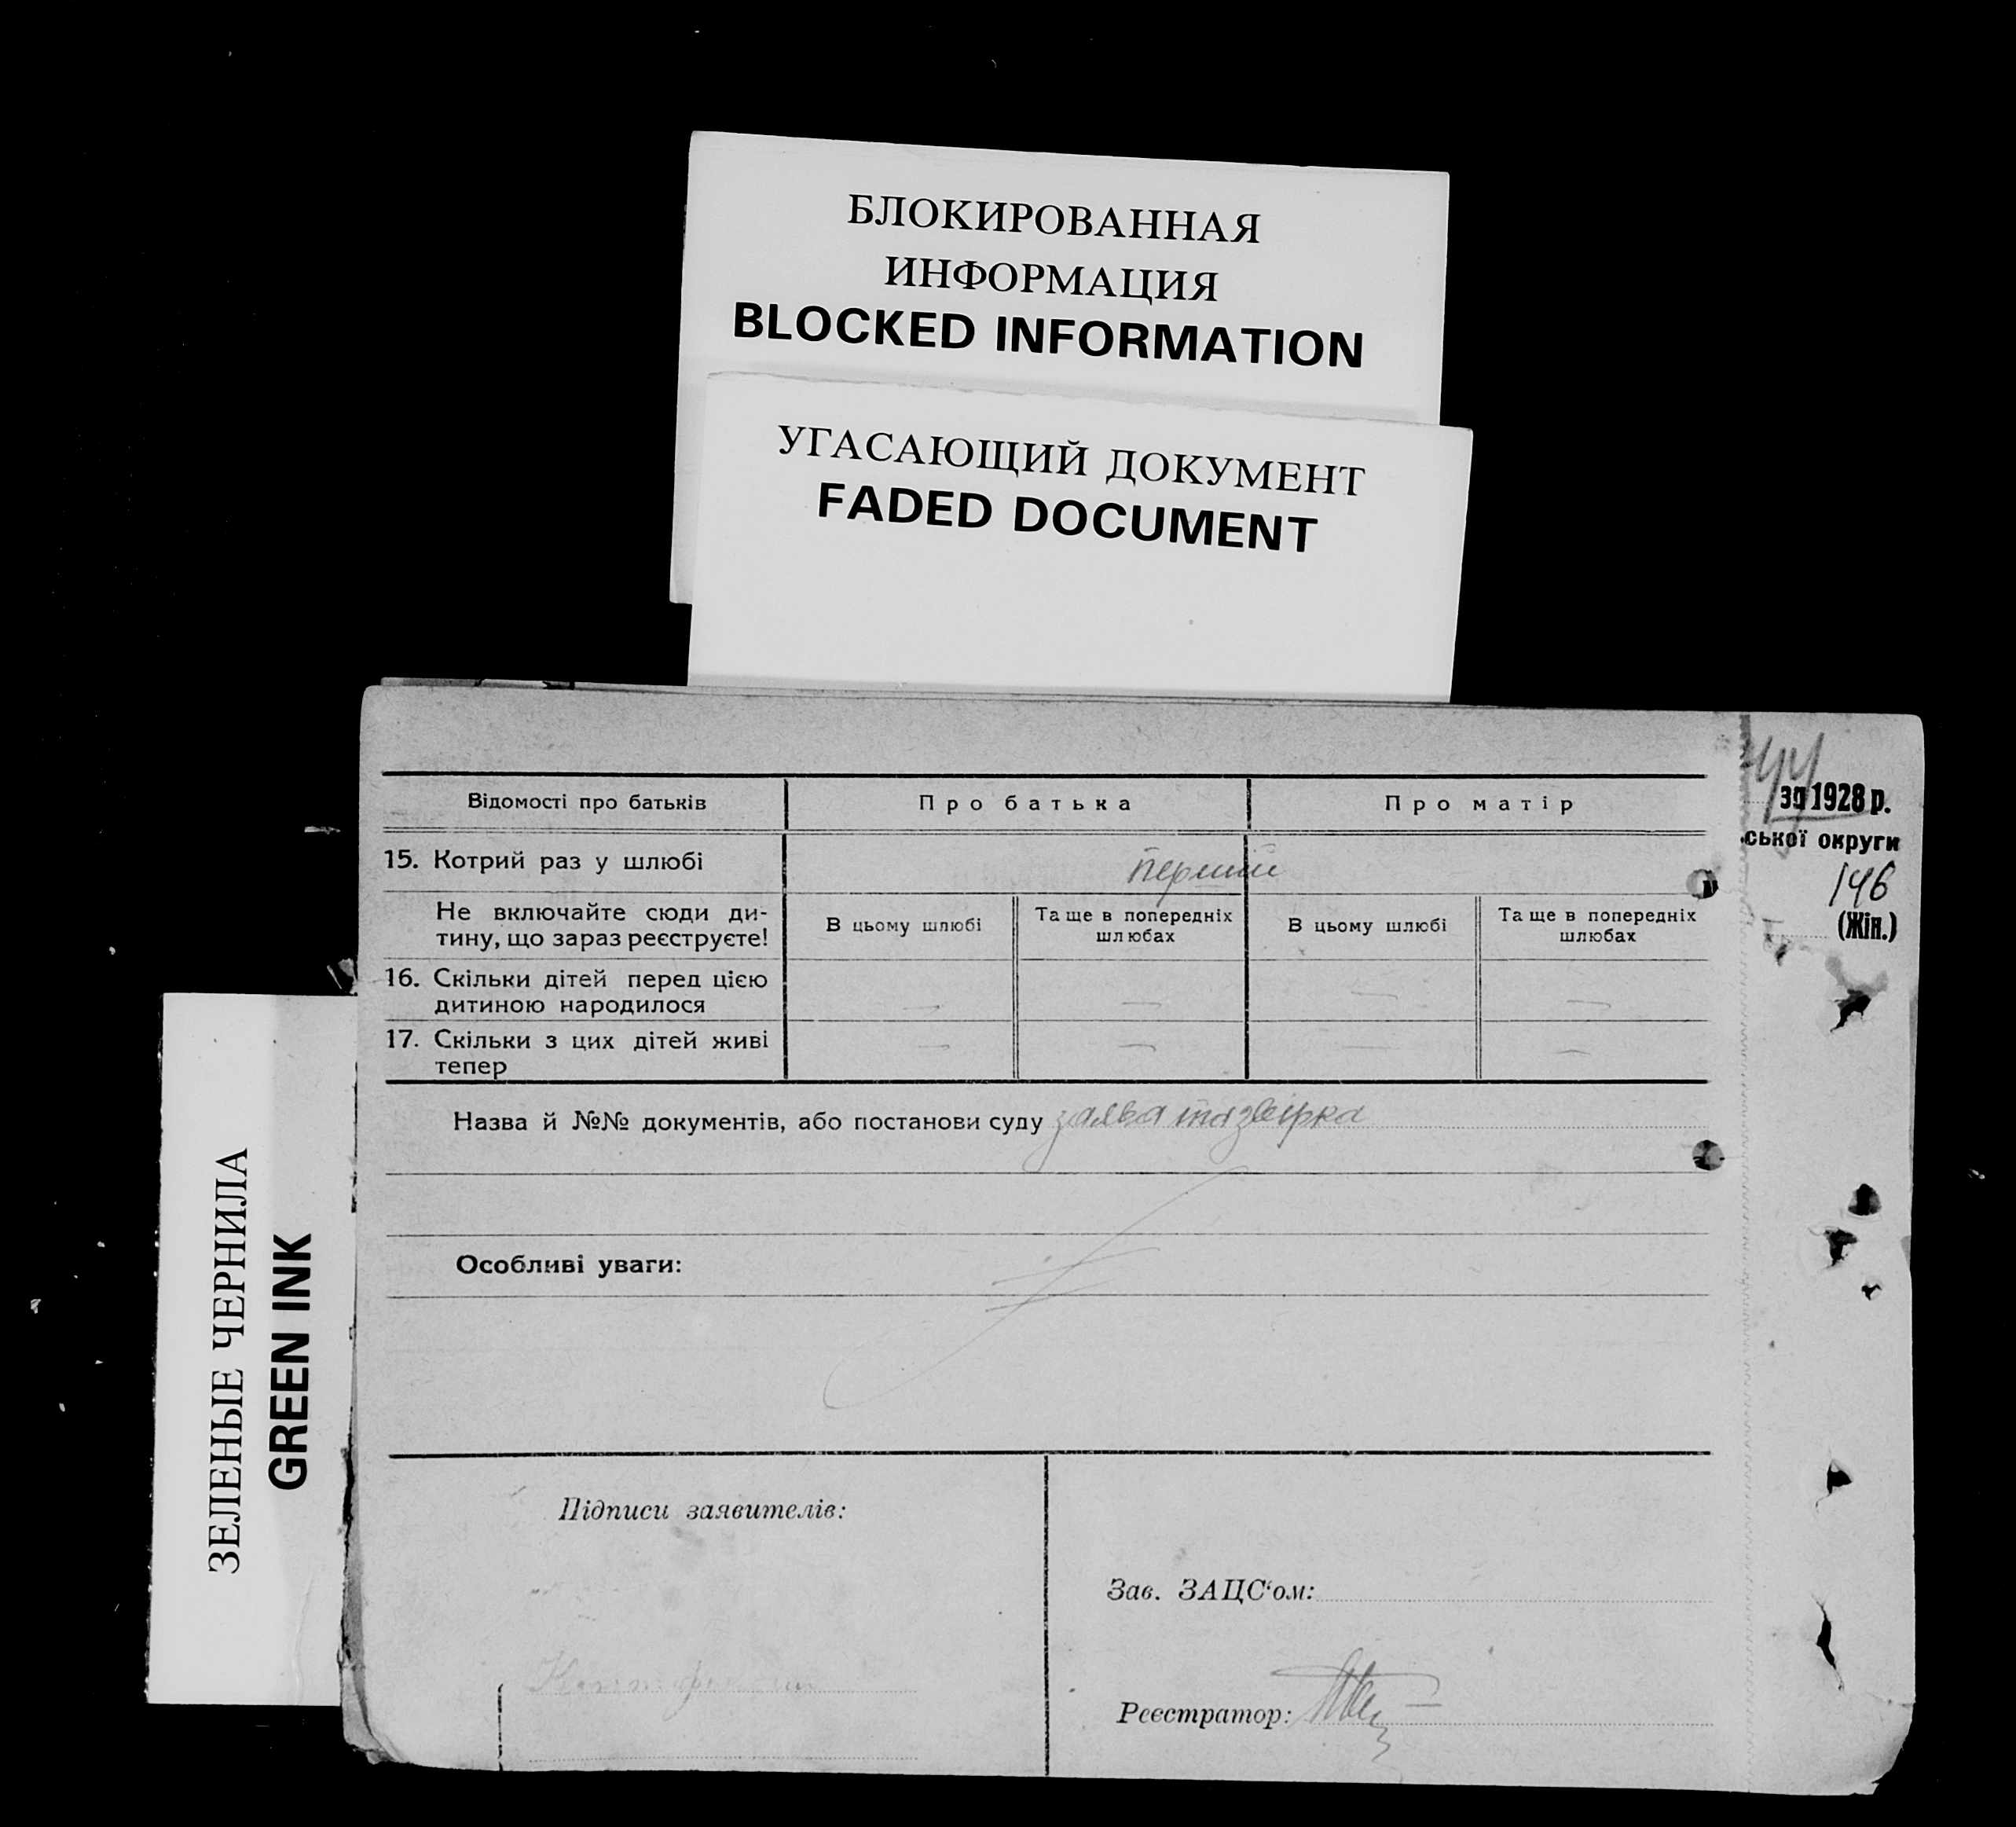 БЛОКИРОВАННАЯ
ИНФОРМАЦИЯ
BLOCKED INFORMATION
УГАСАЮЩИЙ ДОКУМЕНТ
FADED DOCUMENT
ЗЕЛЕНЫЕ ЧЕРНИЛА
GREEN INK
Відомості про батьків
Про батька
Про матір
15. Котрий раз у шлюбі
перший
Не включайте сюди ди-
тину, що зараз реєструєте!
В цьому шлюбі
Та ще в попередніх
шлюбах
В цьому шлюбі
Та ще в попередніх
шлюбах
16. Скільки дітей перед цією
дитиною народилося
— — — —
17. Скільки з цих дітей живі
тепер
— — — —
Назва й №№ документів, або постанови суду заява та звірка
Особливі уваги:
Підписи заявителів:
Зав. ЗАЦС‘ом:
Реєстратор:
за 1928 р.
ської округи
146
(Жін.)